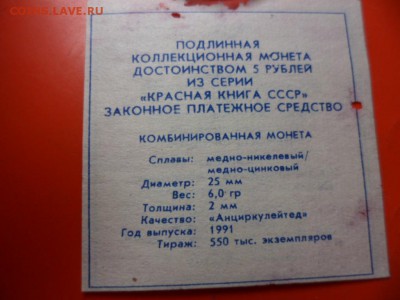 COINS.LAVE.RU
ПОДЛИННАЯ
КОЛЛЕКЦИОННАЯ МОНЕТА
ДОСТОИНСТВОМ 5 РУБЛЕЙ
ИЗ СЕРИИ
«КРАСНАЯ КНИГА СССР»
ЗАКОННОЕ ПЛАТЕЖНОЕ СРЕДСТВО
КОМБИНИРОВАННАЯ МОНЕТА
Сплавы: медно-никелевый/
медно-цинковый
Диаметр: 25 мм
Вес: 6,0 гр
Толщина: 2 мм
Качество: «Анциркулейтед»
Год выпуска: 1991
Тираж: 550 тыс. экземпляров